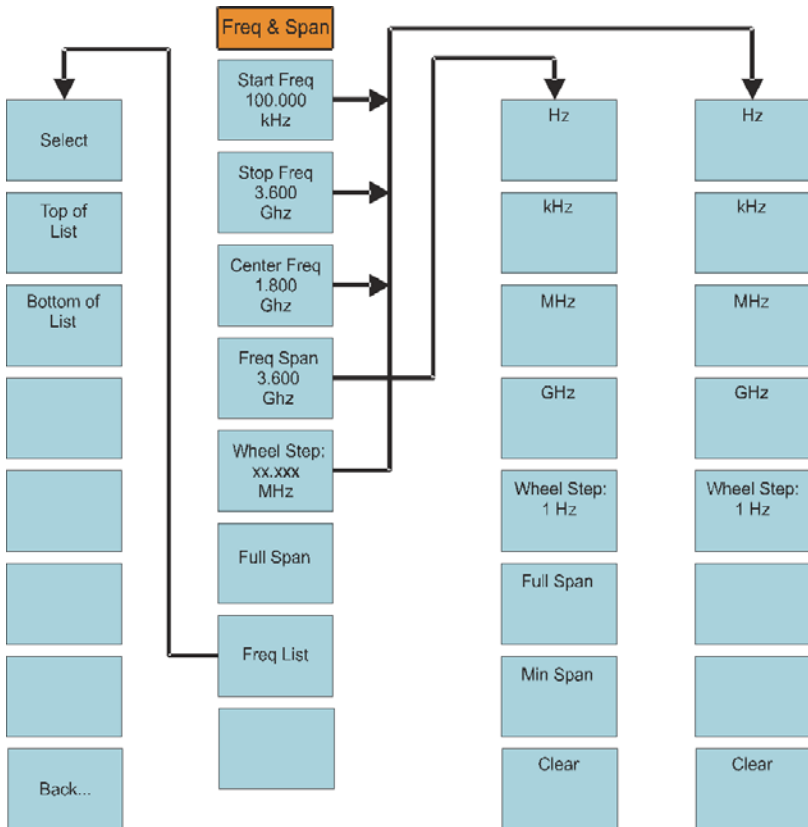 Freq & Span
Select
Top of
List
Bottom of
List
Back...
Start Freq
100.000
kHz
Stop Freq
3.600
Ghz
Center Freq
1.800
Ghz
Freq Span
3.600
Ghz
Wheel Step:
xx.xxx
MHz
Full Span
Freq List
Hz
kHz
MHz
GHz
Wheel Step:
1 Hz
Full Span
Min Span
Clear
Hz
kHz
MHz
GHz
Wheel Step:
1 Hz
Clear